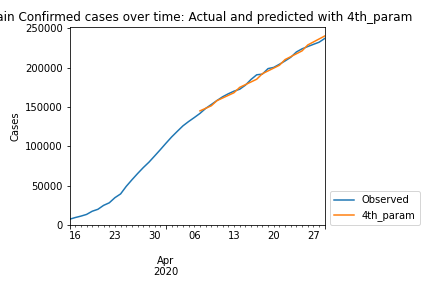 ain Confirmed cases over time: Actual and predicted with 4th_param
250000
200000
150000
100000
50000
0
Cases
16 23 30 06 13 20 27
Apr
2020
Observed
4th_param